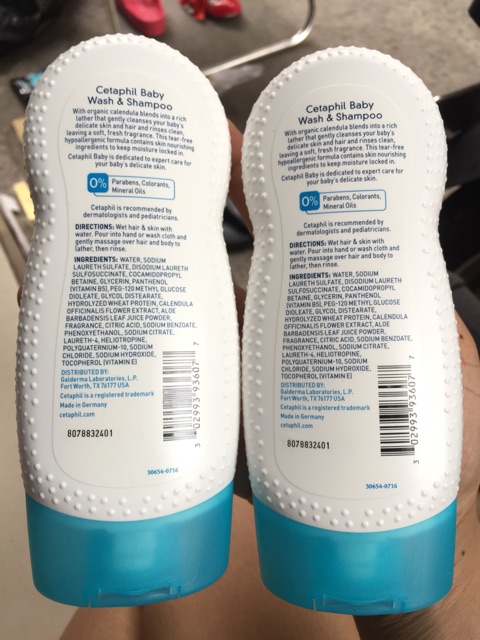 Cetaphil Baby
Wash & Shampoo
With organic calendula blends into a rich
lather that gently cleanses your baby's
delicate skin and hair and rinses clean,
leaving a soft, fresh fragrance. This tear-free
hypoallergenic formula contains skin nourishing
ingredients to keep moisture locked in.
Cetaphil Baby is dedicated to expert care for
your baby's delicate skin.
0%
Parabens, Colorants,
Mineral Oils
Cetaphil is recommended by
dermatologists and pediatricians.
DIRECTIONS: Wet hair & skin with
water. Pour into hand or wash cloth and
gently massage over hair and body to
lather, then rinse.
INGREDIENTS: WATER, SODIUM
LAURETH SULFATE, DISODIUM LAURETH
SULFOSUCCINATE, COCAMIDOPROPYL
BETAINE, GLYCERIN, PANTHENOL
(VITAMIN B5), PEG-120 METHYL GLUCOSE
DIOLEATE, GLYCOL DISTEARATE,
HYDROLYZED WHEAT PROTEIN, CALENDULA
OFFICINALIS FLOWER EXTRACT, ALOE
BARBADENSIS LEAF JUICE POWDER,
FRAGRANCE, CITRIC ACID, SODIUM BENZOATE,
PHENOXYETHANOL, SODIUM CITRATE,
LAURETH-4, HELIOTROPINE,
POLYQUATERNIUM-10, SODIUM
CHLORIDE, SODIUM HYDROXIDE,
TOCOPHEROL (VITAMIN E)
DISTRIBUTED BY:
Galderma Laboratories, L.P.
Fort Worth, TX 76177 USA
Cetaphil is a registered trademark
Made in Germany
cetaphil.com
8078832401
3 02993 93607 7
30654-0716
Cetaphil Baby
Wash & Shampoo
With organic calendula blends into a rich
lather that gently cleanses your baby's
delicate skin and hair and rinses clean,
leaving a soft, fresh fragrance. This tear-free
hypoallergenic formula contains skin nourishing
ingredients to keep moisture locked in.
Cetaphil Baby is dedicated to expert care for
your baby's delicate skin.
0%
Parabens, Colorants,
Mineral Oils
Cetaphil is recommended by
dermatologists and pediatricians.
DIRECTIONS: Wet hair & skin with
water. Pour into hand or wash cloth and
gently massage over hair and body to
lather, then rinse.
INGREDIENTS: WATER, SODIUM
LAURETH SULFATE, DISODIUM LAURETH
SULFOSUCCINATE, COCAMIDOPROPYL
BETAINE, GLYCERIN, PANTHENOL
(VITAMIN B5), PEG-120 METHYL GLUCOSE
DIOLEATE, GLYCOL DISTEARATE,
HYDROLYZED WHEAT PROTEIN, CALENDULA
OFFICINALIS FLOWER EXTRACT, ALOE
BARBADENSIS LEAF JUICE POWDER,
FRAGRANCE, CITRIC ACID, SODIUM BENZOATE,
PHENOXYETHANOL, SODIUM CITRATE,
LAURETH-4, HELIOTROPINE,
POLYQUATERNIUM-10, SODIUM
CHLORIDE, SODIUM HYDROXIDE,
TOCOPHEROL (VITAMIN E)
DISTRIBUTED BY:
Galderma Laboratories, L.P.
Fort Worth, TX 76177 USA
Cetaphil is a registered trademark
Made in Germany
cetaphil.com
8078832401
3 02993 93607 7
30654-0716